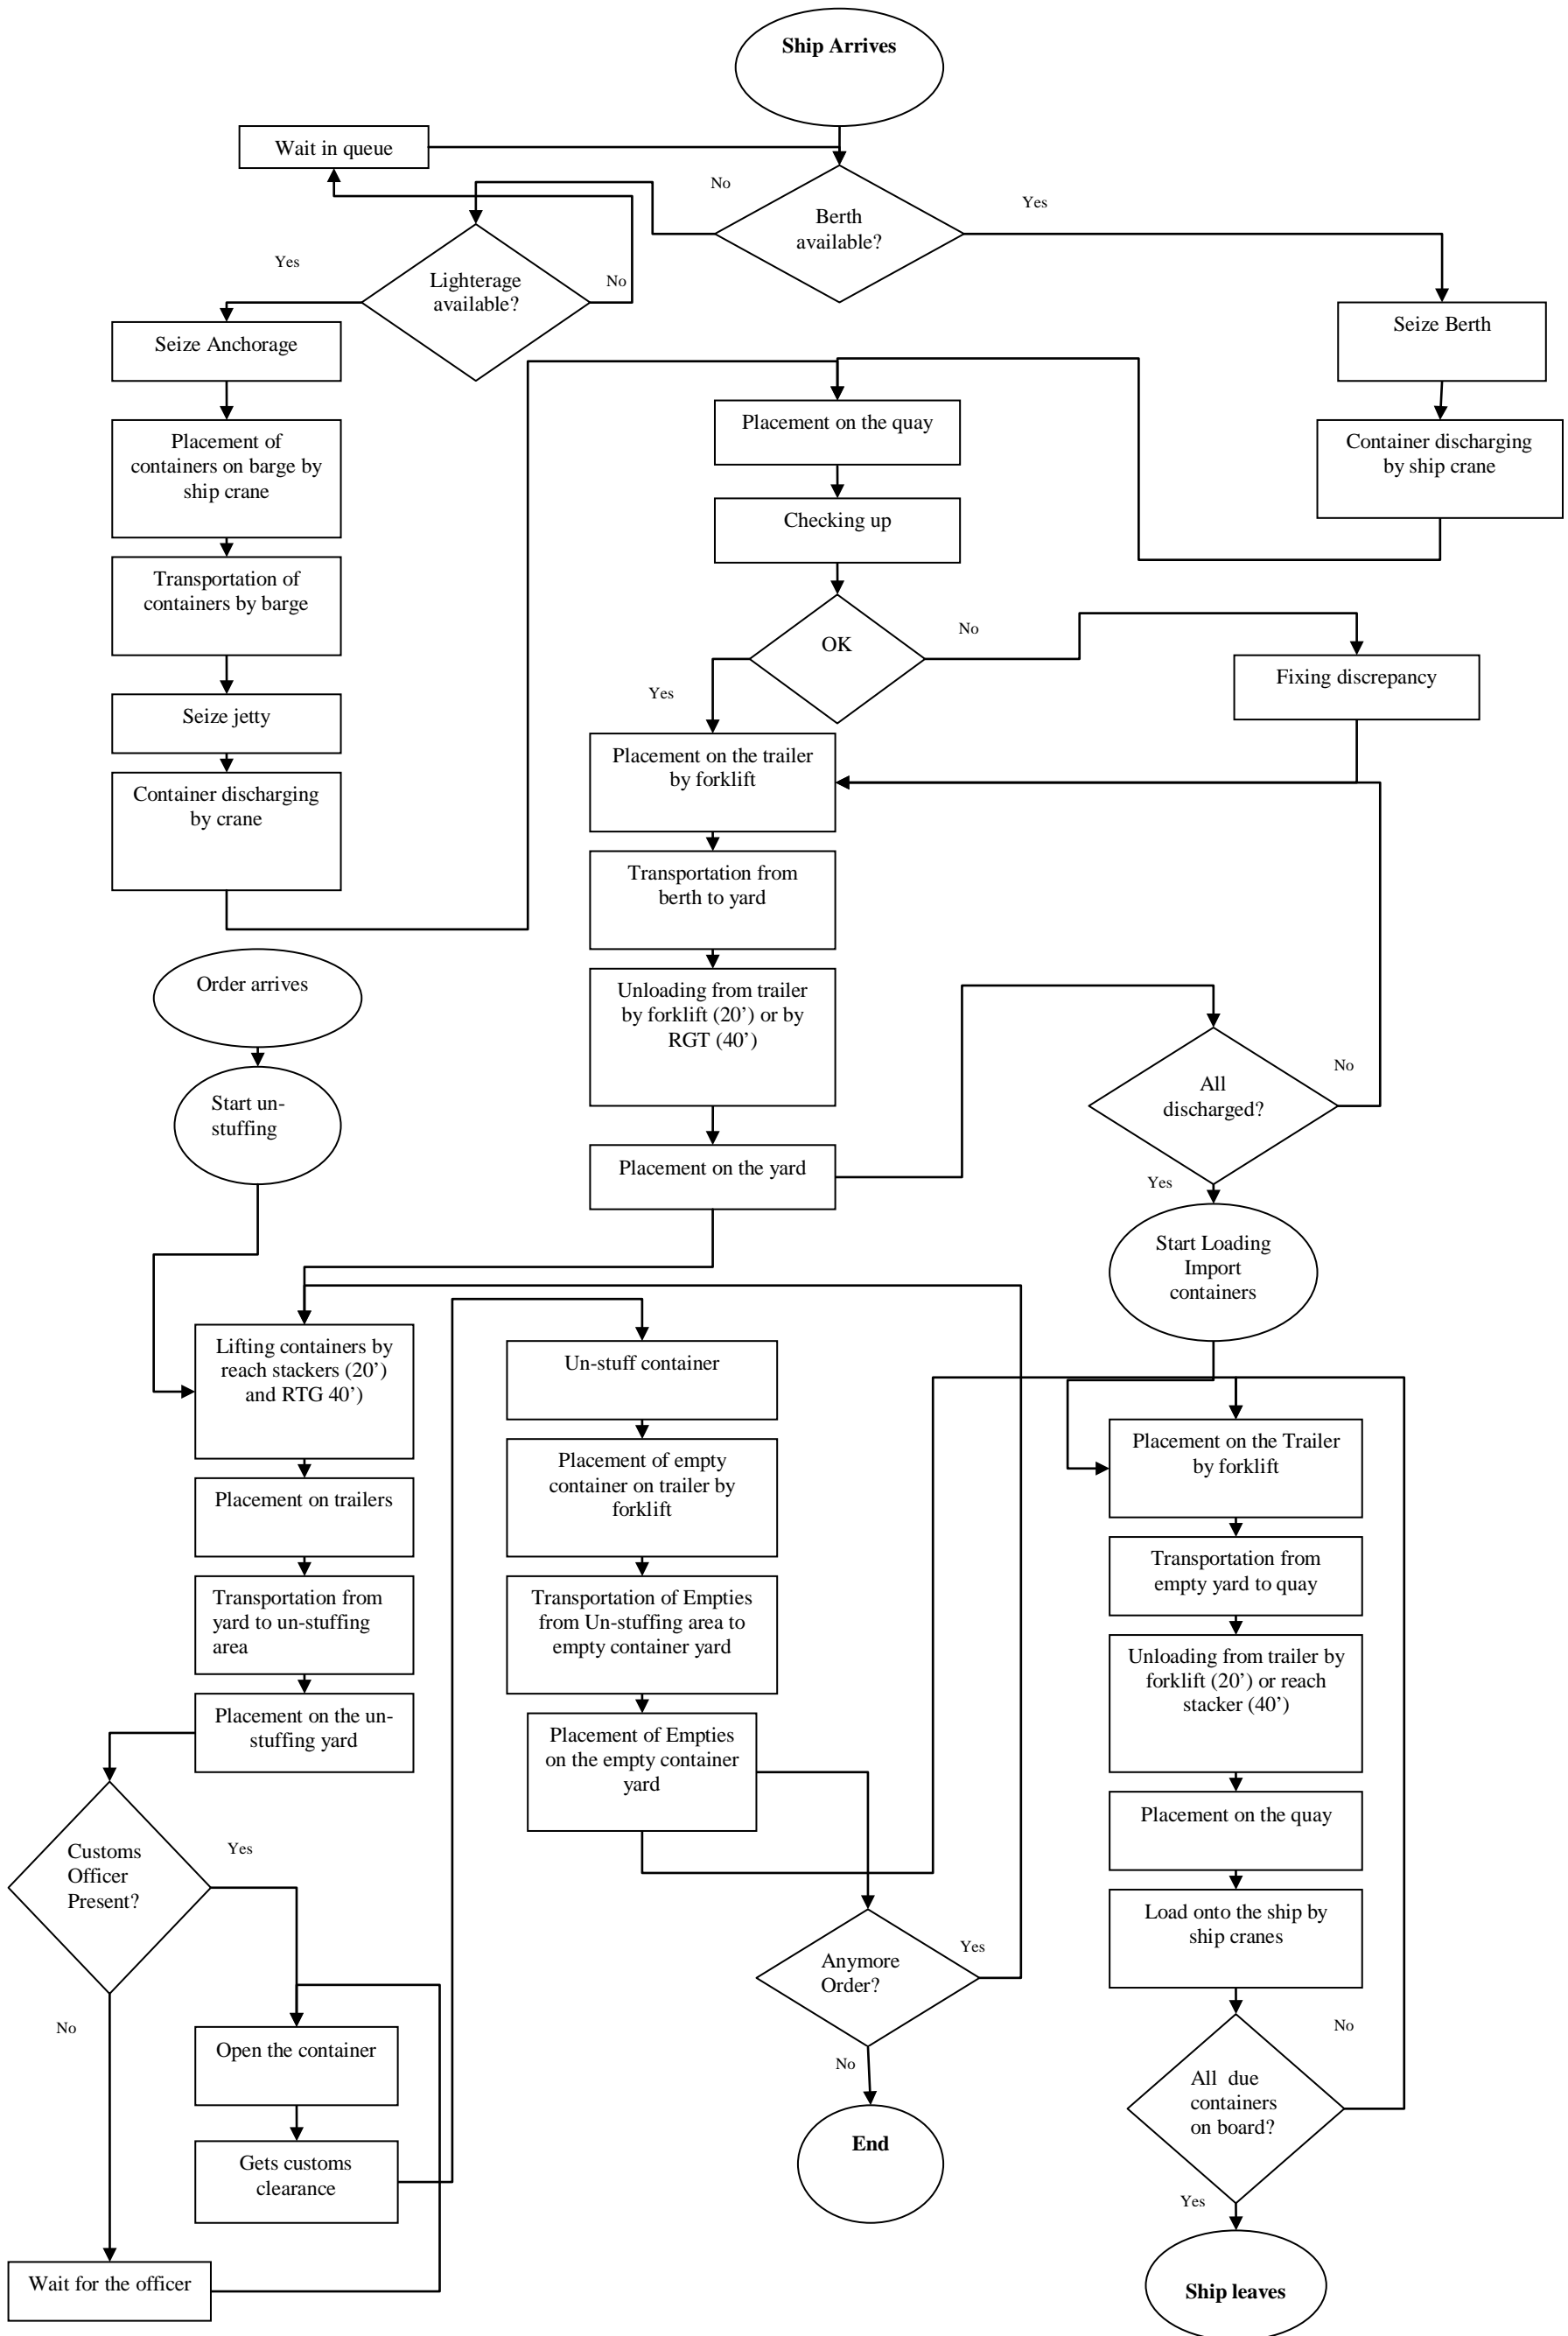 Ship Arrives
Wait in queue
No
Berth
available?
Yes
Yes
Lighterage
available?
No
Seize Anchorage
Seize Berth
Placement of
containers on barge by
ship crane
Placement on the quay
Container discharging
by ship crane
Checking up
Transportation of
containers by barge
OK
No
Yes
Fixing discrepancy
Seize jetty
Placement on the trailer
by forklift
Container discharging
by crane
Transportation from
berth to yard
Order arrives
Unloading from trailer
by forklift (20’) or by
RGT (40’)
All
discharged?
No
Start un-
stuffing
Placement on the yard
Yes
Start Loading
Import
containers
Lifting containers by
reach stackers (20’)
and RTG 40’)
Un-stuff container
Placement on the Trailer
by forklift
Placement on trailers
Placement of empty
container on trailer by
forklift
Transportation from
empty yard to quay
Transportation from
yard to un-stuffing
area
Transportation of Empties
from Un-stuffing area to
empty container yard
Unloading from trailer by
forklift (20’) or reach
stacker (40’)
Placement on the un-
stuffing yard
Placement of Empties
on the empty container
yard
Placement on the quay
Customs
Officer
Present?
Yes
Load onto the ship by
ship cranes
Anymore
Order?
Yes
No
Open the container
No
No
All due
containers
on board?
End
Gets customs
clearance
Yes
Wait for the officer
Ship leaves